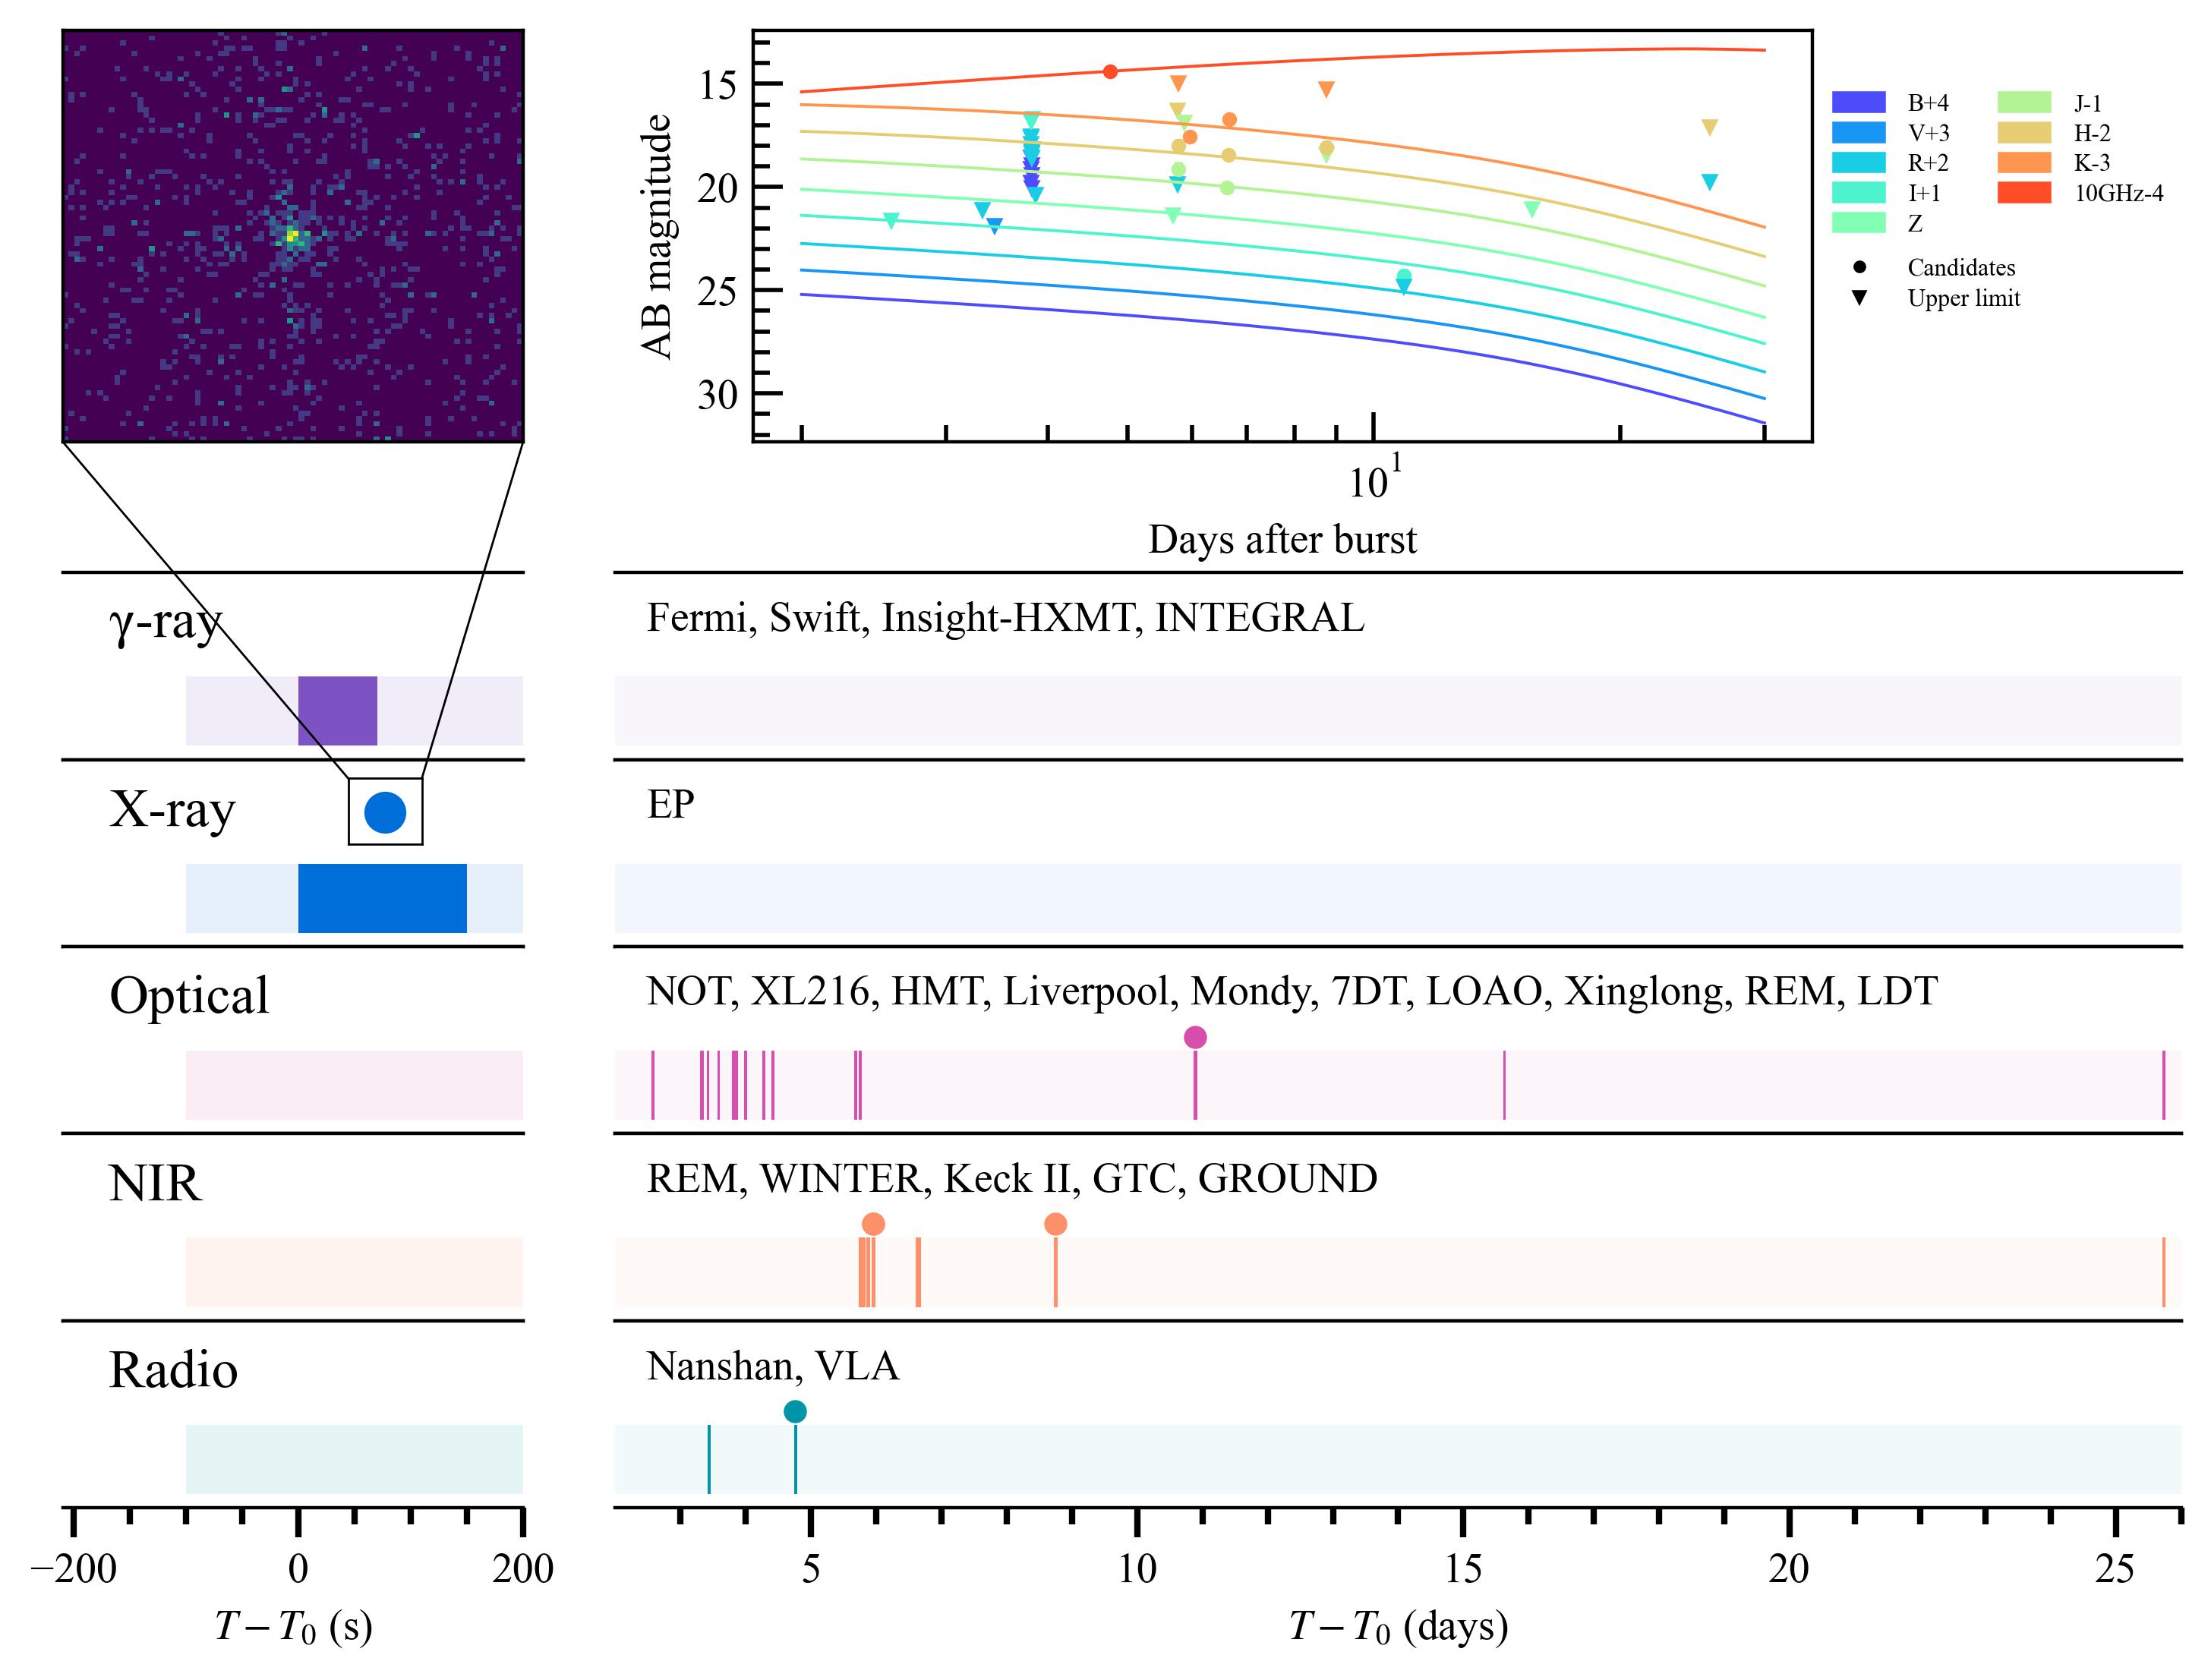 15
20
25
30
AB magnitude
10¹
Days after burst
B+4
V+3
R+2
I+1
Z
J-1
H-2
K-3
10GHz-4
Candidates
Upper limit
γ-ray
Fermi, Swift, Insight-HXMT, INTEGRAL
X-ray
EP
Optical
NOT, XL216, HMT, Liverpool, Mondy, 7DT, LOAO, Xinglong, REM, LDT
NIR
REM, WINTER, Keck II, GTC, GROUND
Radio
Nanshan, VLA
−200 0 200
T − T₀ (s)
5 10 15 20 25
T − T₀ (days)